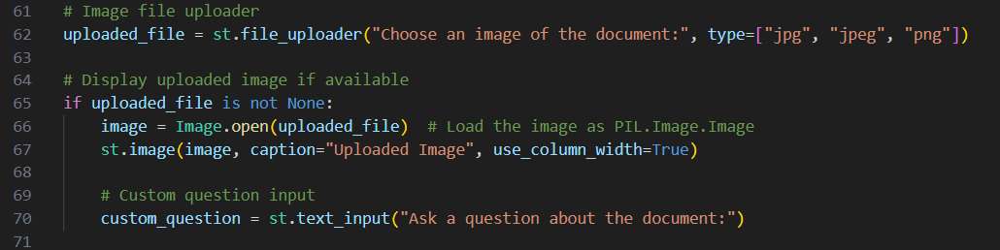 61 # Image file uploader
62 uploaded_file = st.file_uploader("Choose an image of the document:", type=["jpg", "jpeg", "png"])
63
64 # Display uploaded image if available
65 if uploaded_file is not None:
66     image = Image.open(uploaded_file)  # Load the image as PIL.Image.Image
67     st.image(image, caption="Uploaded Image", use_column_width=True)
68
69     # Custom question input
70     custom_question = st.text_input("Ask a question about the document:")
71